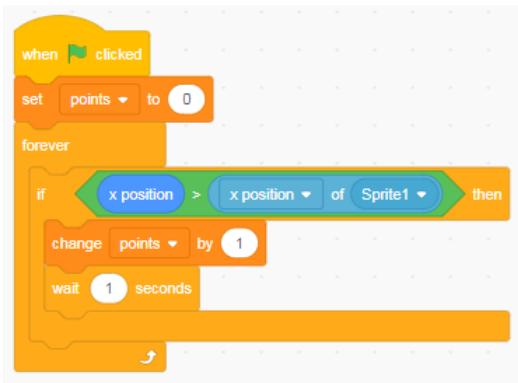 when clicked
set points to 0
forever
if x position > x position of Sprite1 then
change points by 1
wait 1 seconds